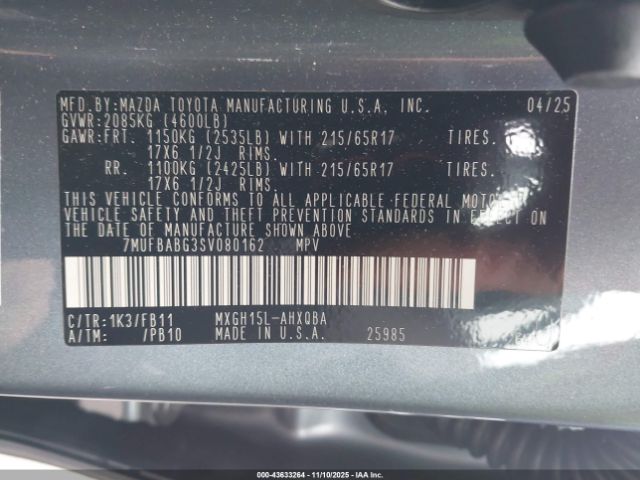 MFD.BY:MAZDA TOYOTA MANUFACTURING U.S.A. INC. 04/25
GVWR:2085KG (4600LB)
GAWR:FRT. 1150KG (2535LB) WITH 215/65R17 TIRES.
17X6 1/2J RIMS.
RR. 1100KG (2425LB) WITH 215/65R17 TIRES.
17X6 1/2J RIMS.
THIS VEHICLE CONFORMS TO ALL APPLICABLE FEDERAL MOTOR
VEHICLE SAFETY AND THEFT PREVENTION STANDARDS IN EFFECT ON
THE DATE OF MANUFACTURE SHOWN ABOVE
7MUFBABG3SV080162 MPV
C/TR:1K3/FB11 MXGH15L-AHXQBA
A/TM: /PB10 MADE IN U.S.A. 25985
000-43633264 - 11/10/2025 - IAAI Inc.